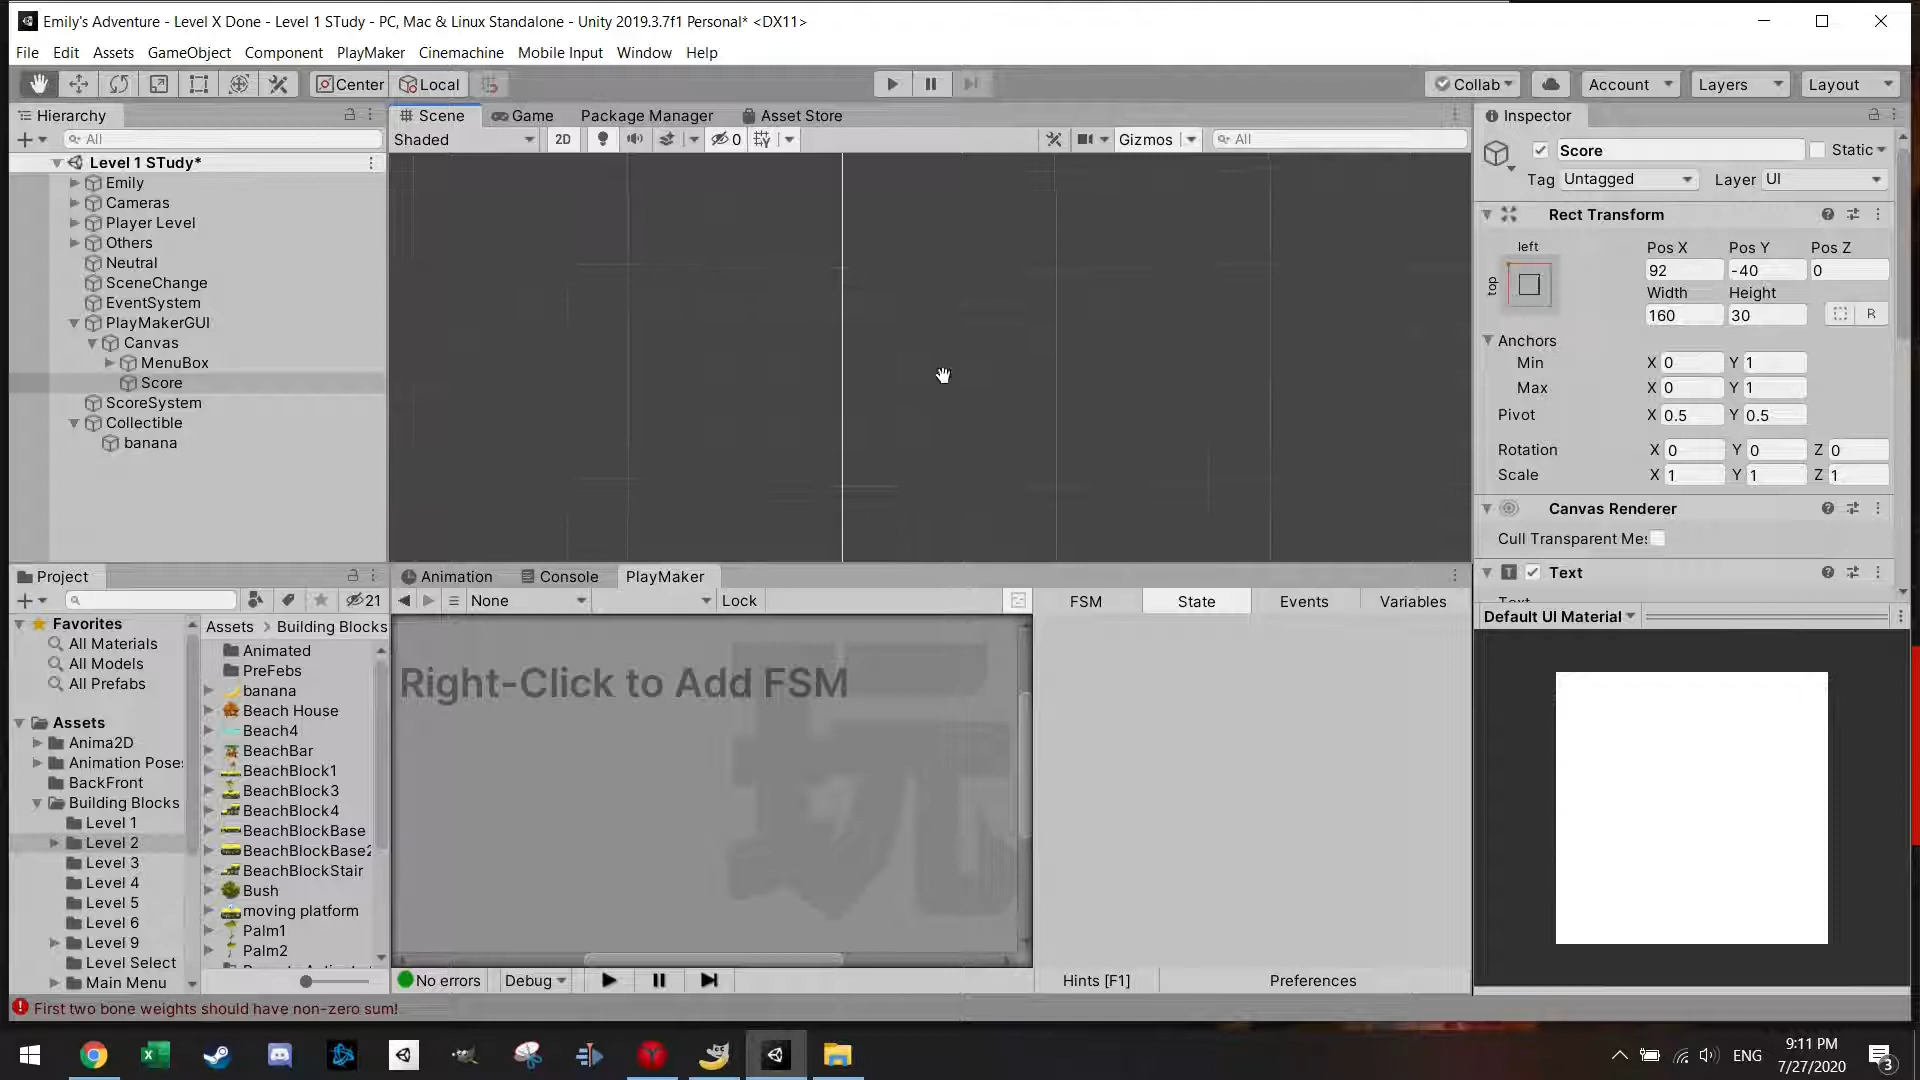 Emily's Adventure - Level X Done - Level 1 STudy - PC, Mac & Linux Standalone - Unity 2019.3.7f1 Personal* <DX11>
File Edit Assets GameObject Component PlayMaker Cinemachine Mobile Input Window Help
Center Local Collab Account Layers Layout
Hierarchy
All
Level 1 STudy*
Emily
Cameras
Player Level
Others
Neutral
SceneChange
EventSystem
PlayMakerGUI
Canvas
MenuBox
Score
ScoreSystem
Collectible
banana
Scene Game Package Manager Asset Store
Shaded 2D 0 Gizmos All
Inspector
Score Static
Tag Untagged Layer UI
Rect Transform
left
top
Pos X Pos Y Pos Z
92 -40 0
Width Height
160 30 R
Anchors
Min X 0 Y 1
Max X 0 Y 1
Pivot X 0.5 Y 0.5
Rotation X 0 Y 0 Z 0
Scale X 1 Y 1 Z 1
Canvas Renderer
Cull Transparent Mes
Text
Default UI Material
Project
21
Favorites
All Materials
All Models
All Prefabs
Assets
Anima2D
Animation Poses
BackFront
Building Blocks
Level 1
Level 2
Level 3
Level 4
Level 5
Level 6
Level 9
Level Select
Main Menu
Assets > Building Blocks
Animated
PreFebs
banana
Beach House
Beach4
BeachBar
BeachBlock1
BeachBlock3
BeachBlock4
BeachBlockBase
BeachBlockBase2
BeachBlockStair
Bush
moving platform
Palm1
Palm2
Animation Console PlayMaker
None Lock
Right-Click to Add FSM
FSM State Events Variables
No errors Debug Hints [F1] Preferences
First two bone weights should have non-zero sum!
ENG
9:11 PM
7/27/2020
3